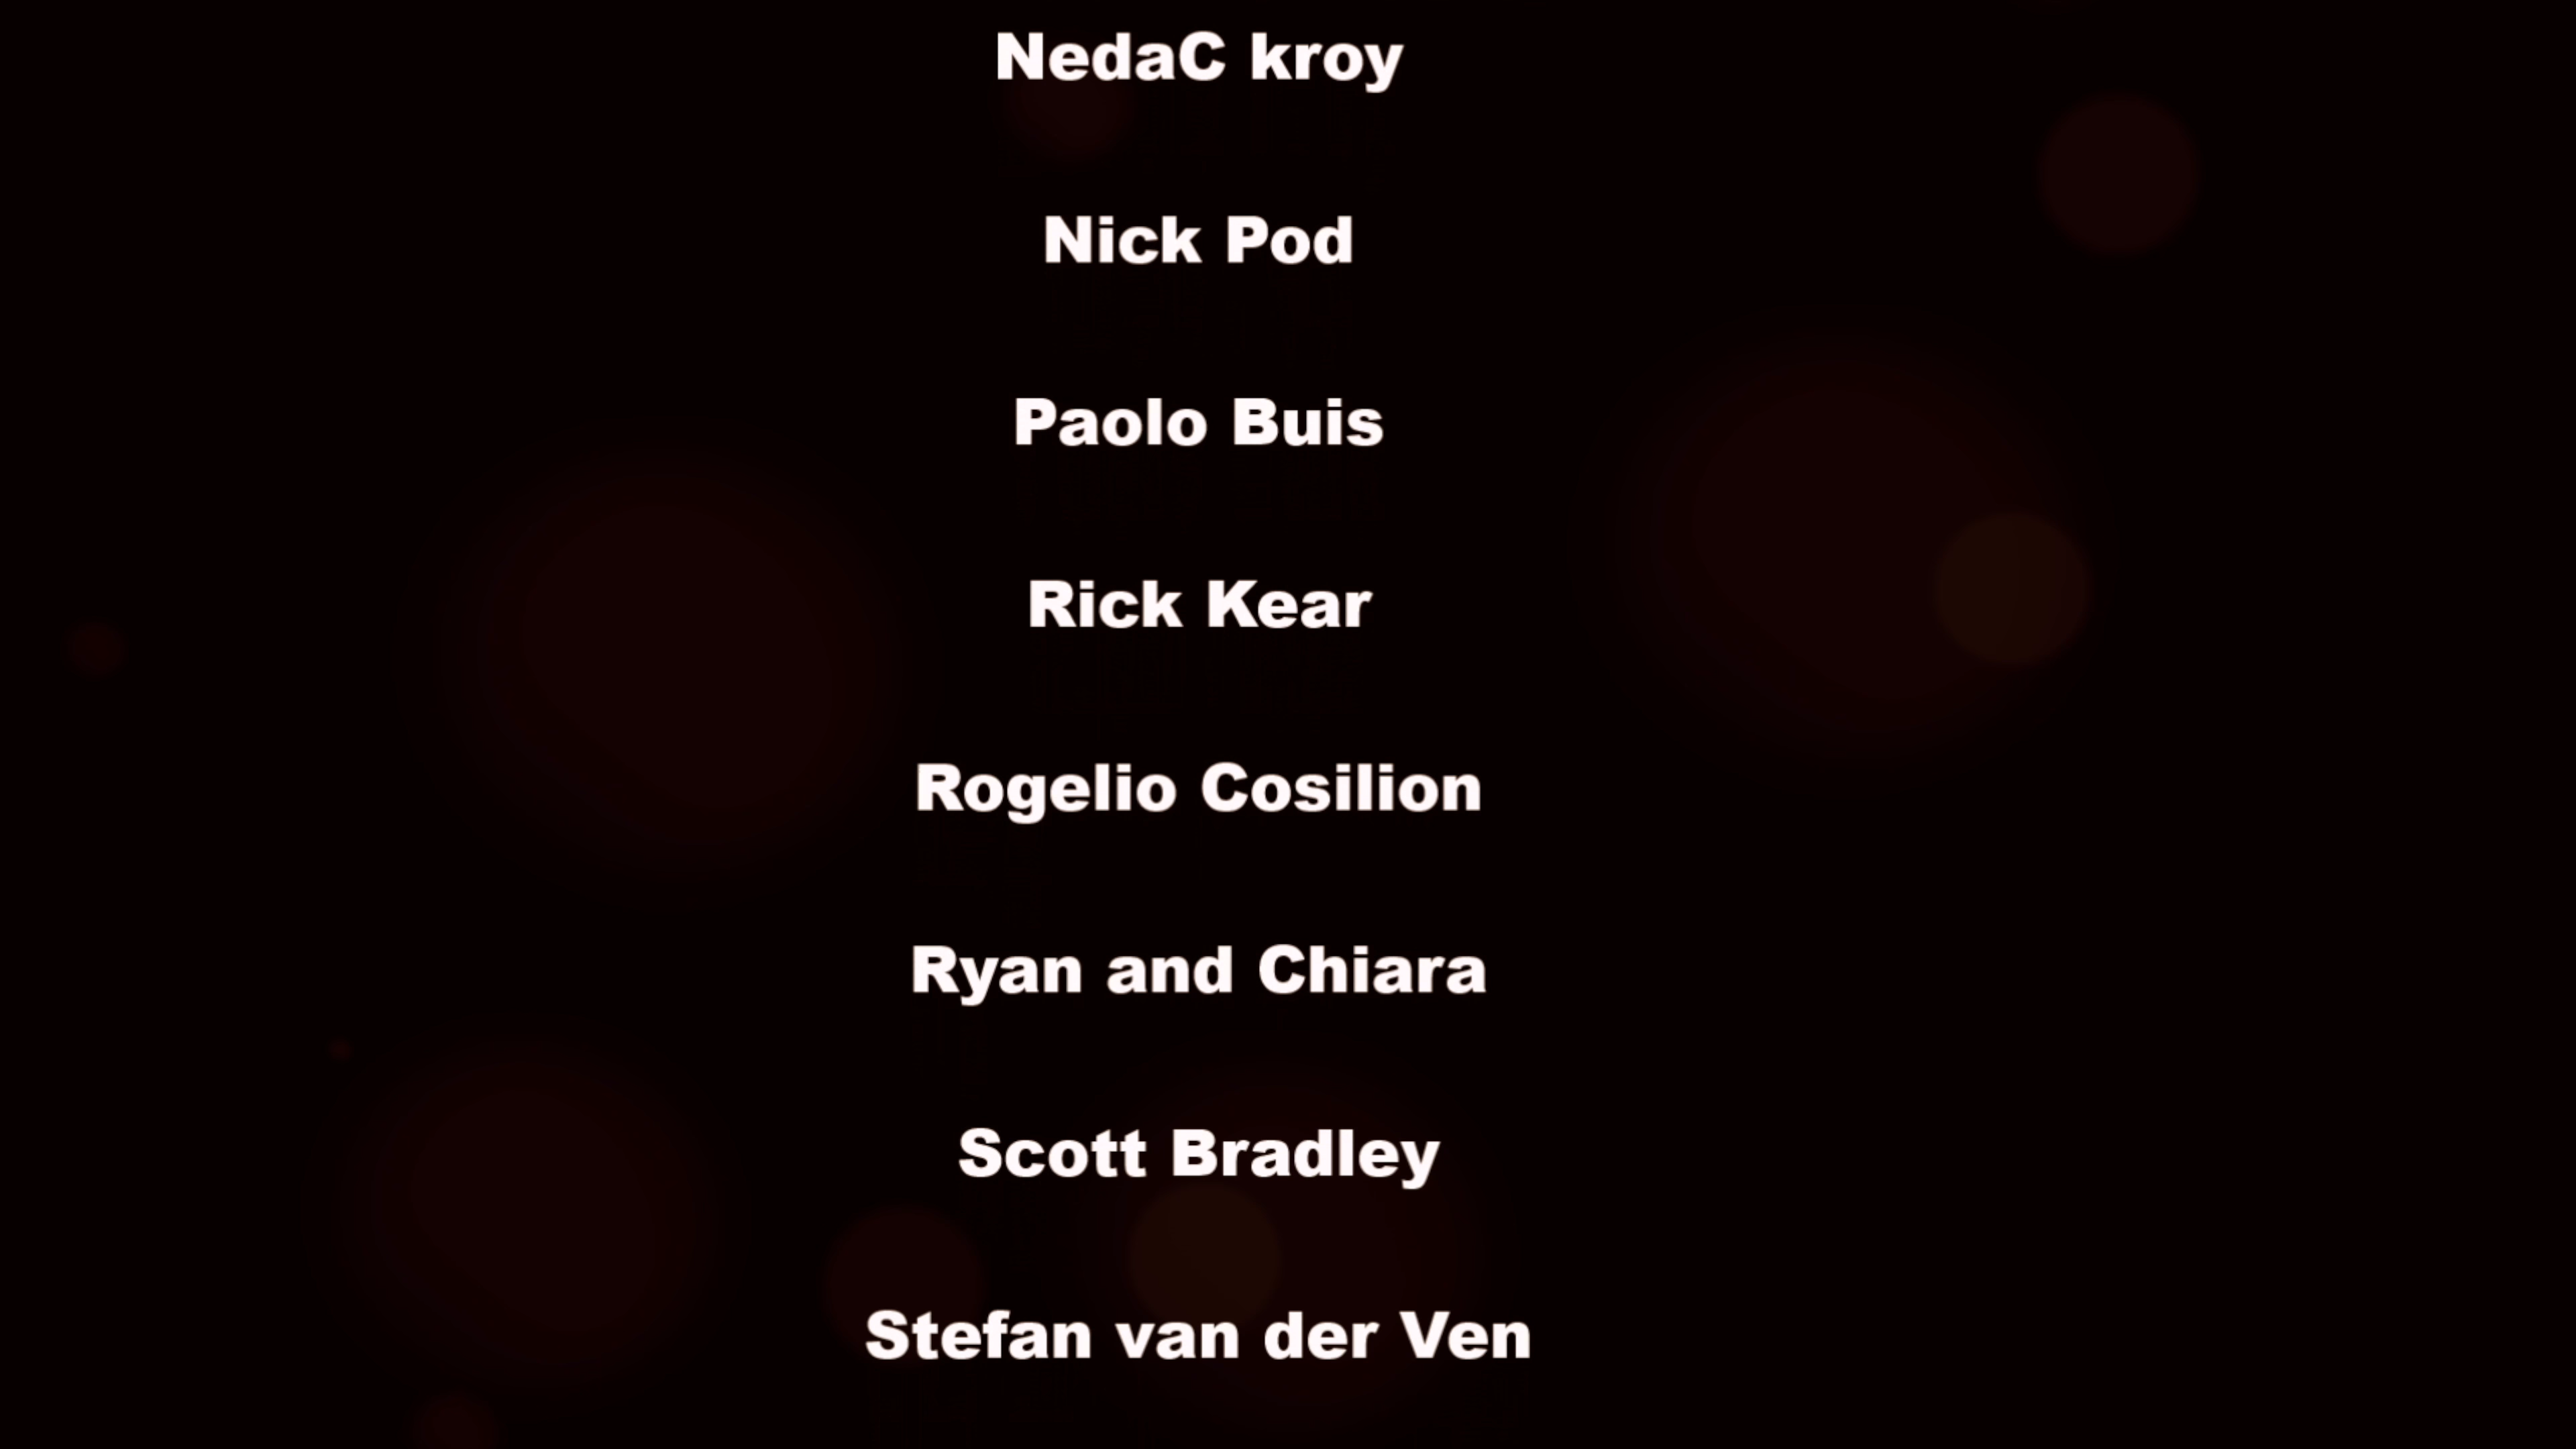 NedaC kroy
Nick Pod
Paolo Buis
Rick Kear
Rogelio Cosilion
Ryan and Chiara
Scott Bradley
Stefan van der Ven